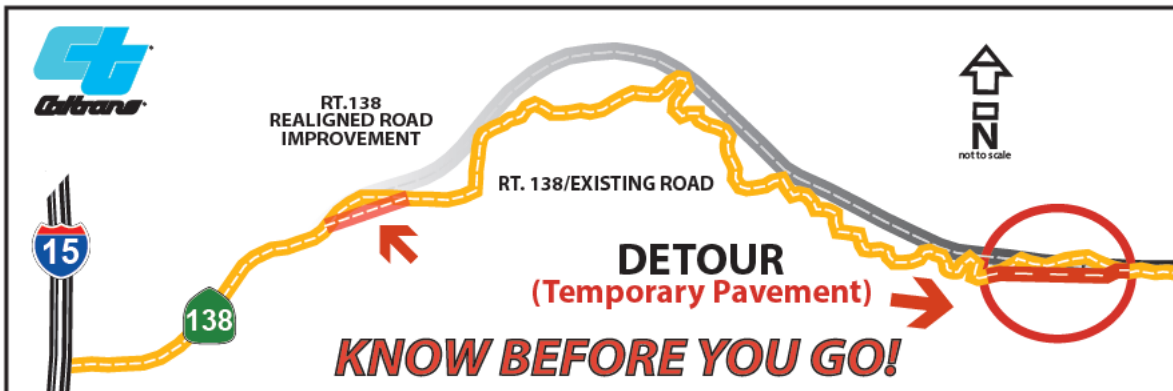 Caltrans
RT.138
REALIGNED ROAD
IMPROVEMENT
N
not to scale
RT. 138/EXISTING ROAD
15
DETOUR
(Temporary Pavement)
138
KNOW BEFORE YOU GO!